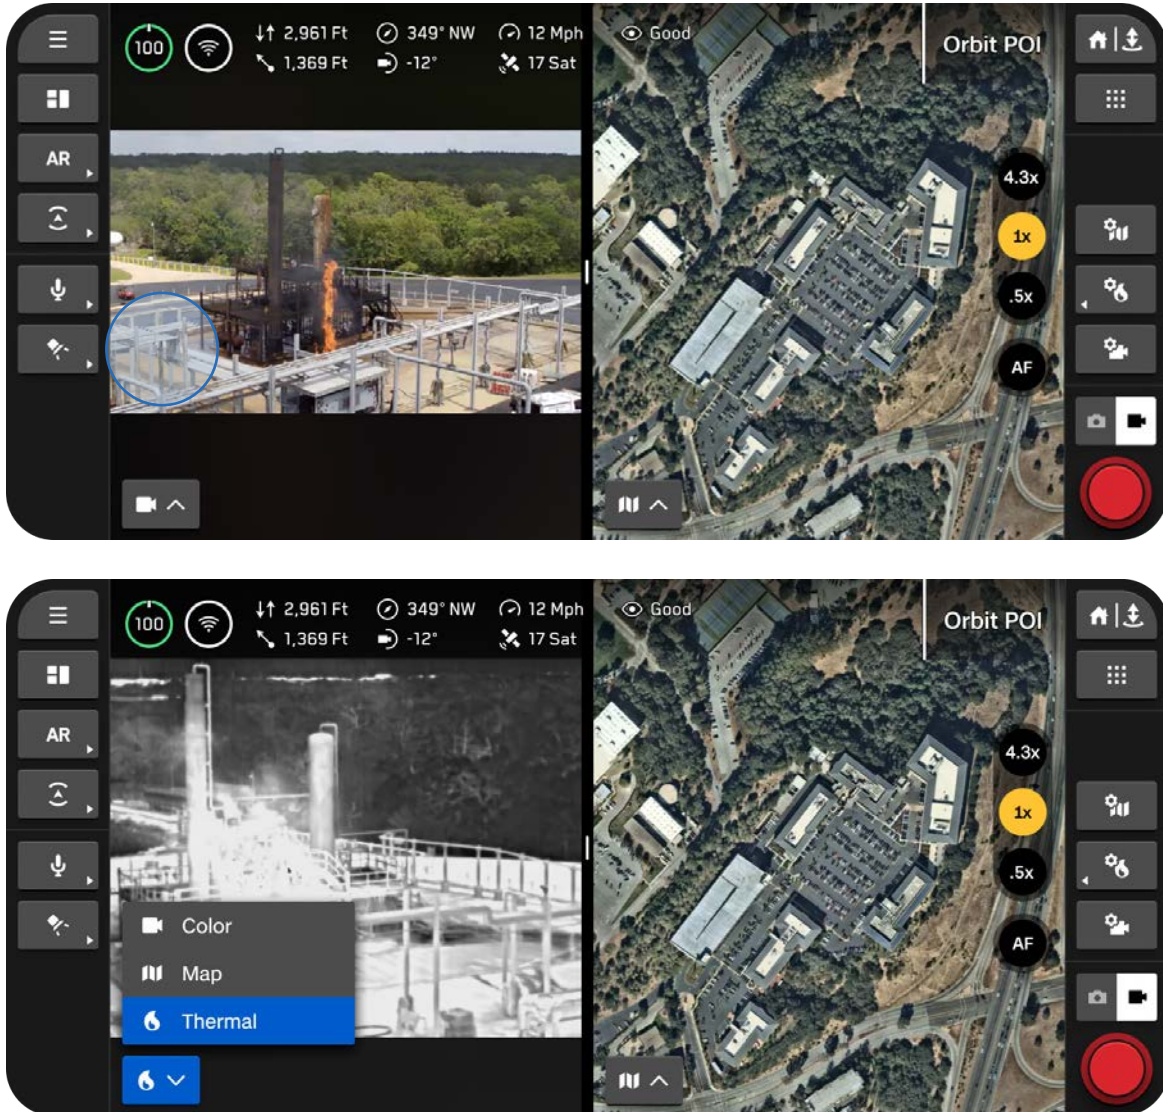 100
2,961 Ft
349° NW
12 Mph
Good
Orbit POI
1,369 Ft
-12°
17 Sat
AR
4.3x
1x
.5x
AF
100
2,961 Ft
349° NW
12 Mph
Good
Orbit POI
1,369 Ft
-12°
17 Sat
AR
4.3x
1x
.5x
AF
Color
Map
Thermal